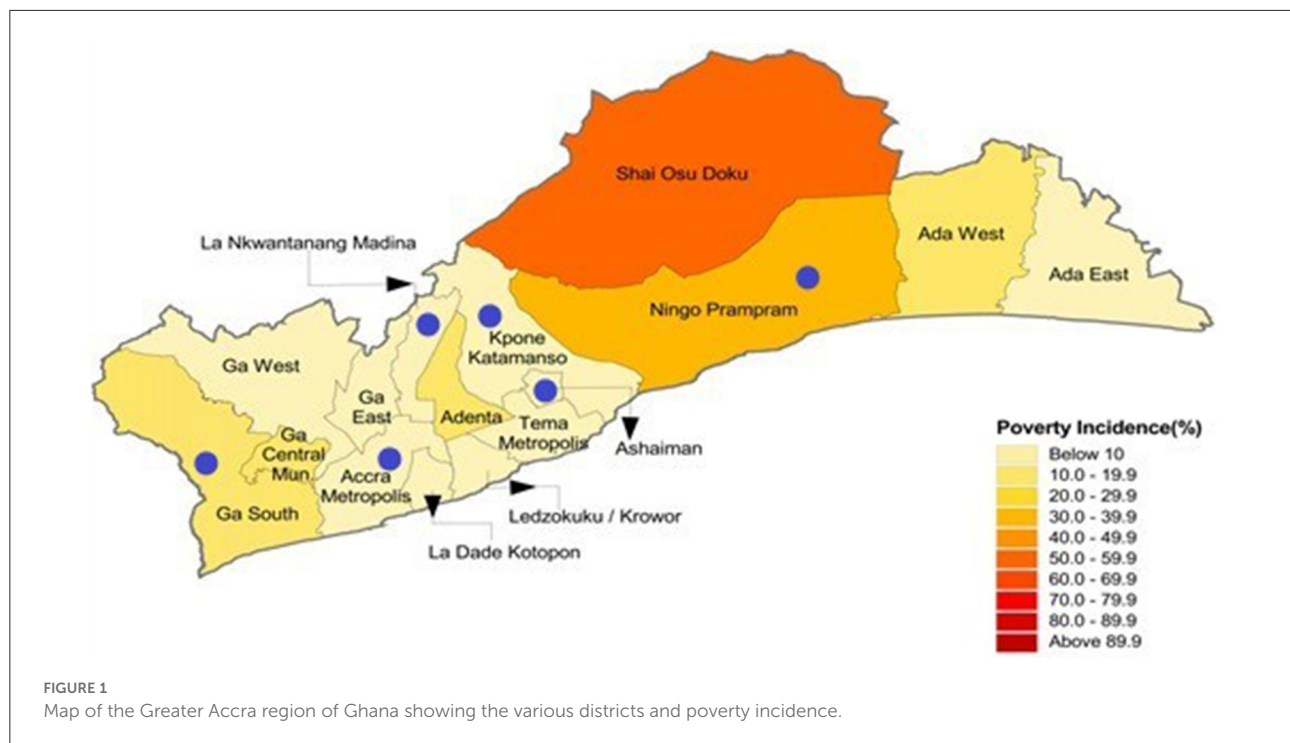 Shai Osu Doku
La Nkwantanang Madina
Ada West
Ada East
Ningo Prampram
Kpone
Katamanso
Ga West
Ga
East
Adenta
Tema
Metropolis
Ashaiman
Ga
Central
Mun.
Accra
Metropolis
Ga South
Ledzokuku / Krowor
La Dade Kotopon
Poverty Incidence(%)
Below 10
10.0 - 19.9
20.0 - 29.9
30.0 - 39.9
40.0 - 49.9
50.0 - 59.9
60.0 - 69.9
70.0 - 79.9
80.0 - 89.9
Above 89.9
FIGURE 1
Map of the Greater Accra region of Ghana showing the various districts and poverty incidence.